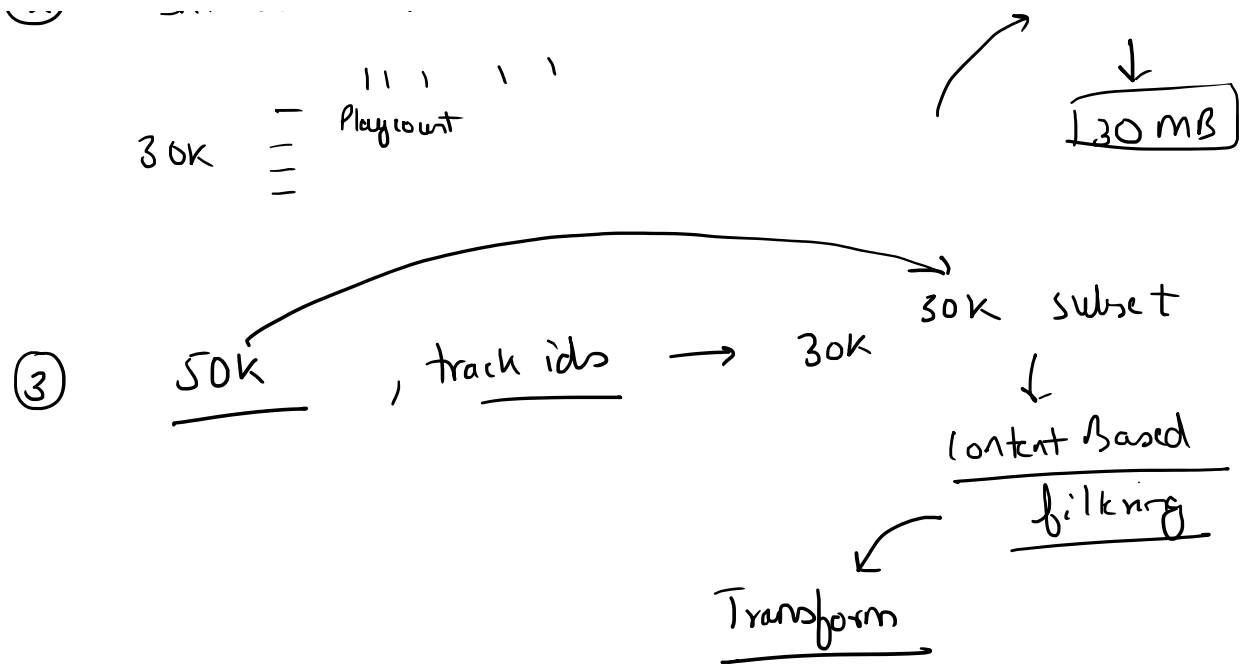 Playcount
30K
130 MB
30K subset
3 50K , track ids → 30K
Content Based
filtering
Transform